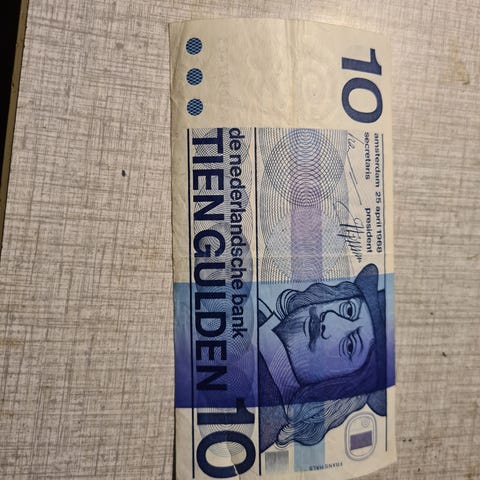 10
amsterdam 25 april 1968
secretaris president
de nederlandsche bank
TIEN GULDEN 10
FRANS HALS